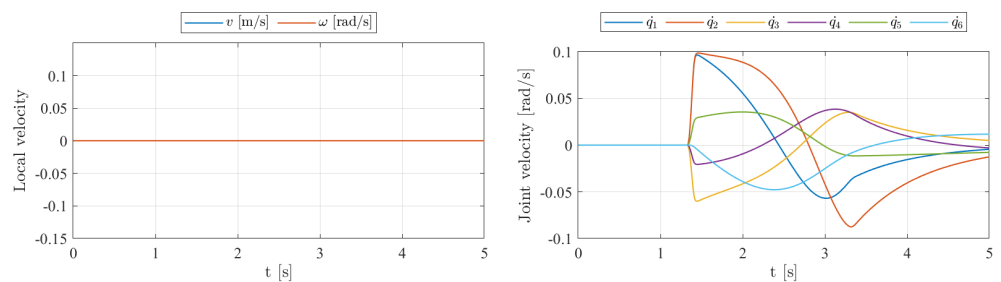 v [m/s] ω [rad/s]
0.1
0.05
0
-0.05
-0.1
-0.15
0 1 2 3 4 5
t [s]
Local velocity
q̇1 q̇2 q̇3 q̇4 q̇5 q̇6
0.1
0.05
0
-0.05
-0.1
0 1 2 3 4 5
t [s]
Joint velocity [rad/s]